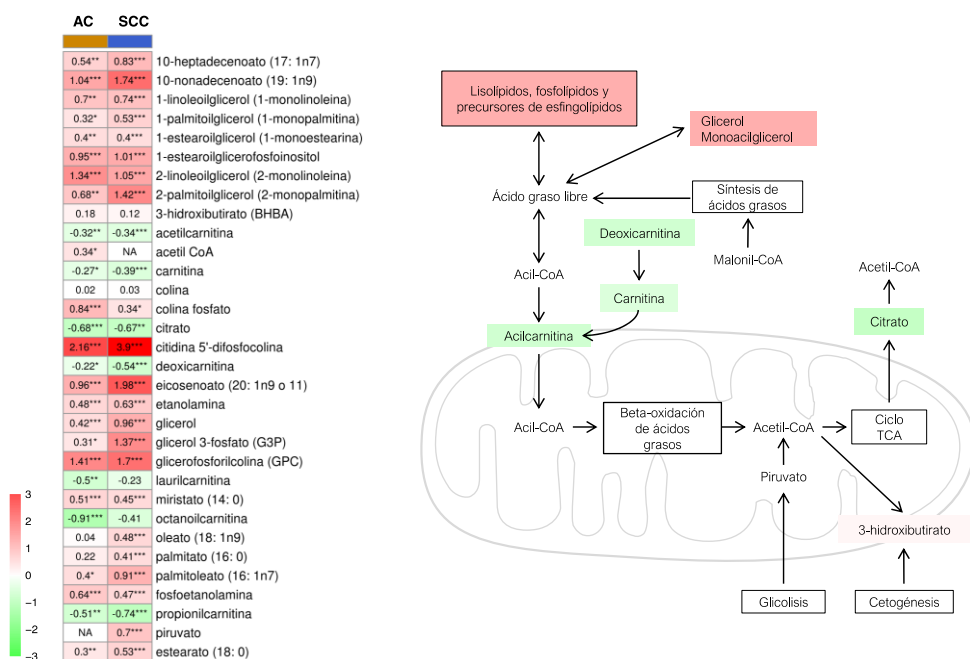 AC SCC
0.54** 0.83*** 10-heptadecenoato (17: 1n7)
1.04*** 1.74*** 10-nonadecenoato (19: 1n9)
0.7** 0.74*** 1-linoleoilglicerol (1-monolinoleina)
0.32* 0.53*** 1-palmitoilglicerol (1-monopalmitina)
0.4** 0.4*** 1-estearoilglicerol (1-monoestearina)
0.95*** 1.01*** 1-estearoilglicerofosfoinositol
1.34*** 1.05*** 2-linoleoilglicerol (2-monolinoleina)
0.68** 1.42*** 2-palmitoilglicerol (2-monopalmitina)
0.18 0.12 3-hidroxibutirato (BHBA)
-0.32** -0.34*** acetilcarnitina
0.34* NA acetil CoA
-0.27* -0.39*** carnitina
0.02 0.03 colina
0.84*** 0.34* colina fosfato
-0.68*** -0.67** citrato
2.16*** 3.9*** citidina 5'-difosfocolina
-0.22* -0.54*** deoxicarnitina
0.96*** 1.98*** eicosenoato (20: 1n9 o 11)
0.48*** 0.63*** etanolamina
0.42*** 0.96*** glicerol
0.31* 1.37*** glicerol 3-fosfato (G3P)
1.41*** 1.7*** glicerofosforilcolina (GPC)
-0.5** -0.23 laurilcarnitina
0.51*** 0.45*** miristato (14: 0)
-0.91*** -0.41 octanoilcarnitina
0.04 0.48*** oleato (18: 1n9)
0.22 0.41*** palmitato (16: 0)
0.4* 0.91*** palmitoleato (16: 1n7)
0.64*** 0.47*** fosfoetanolamina
-0.51** -0.74*** propionilcarnitina
NA 0.7*** piruvato
0.3** 0.53*** estearato (18: 0)
3
2
1
0
−1
−2
−3
Lisolípidos, fosfolípidos y
precursores de esfingolípidos
Glicerol
Monoacilglicerol
Ácido graso libre
Síntesis de
ácidos grasos
Deoxicarnitina
Malonil-CoA
Acil-CoA
Acetil-CoA
Carnitina
Citrato
Acilcarnitina
Acil-CoA
Beta-oxidación
de ácidos
grasos
Acetil-CoA
Ciclo
TCA
Piruvato
3-hidroxibutirato
Glicolisis
Cetogénesis